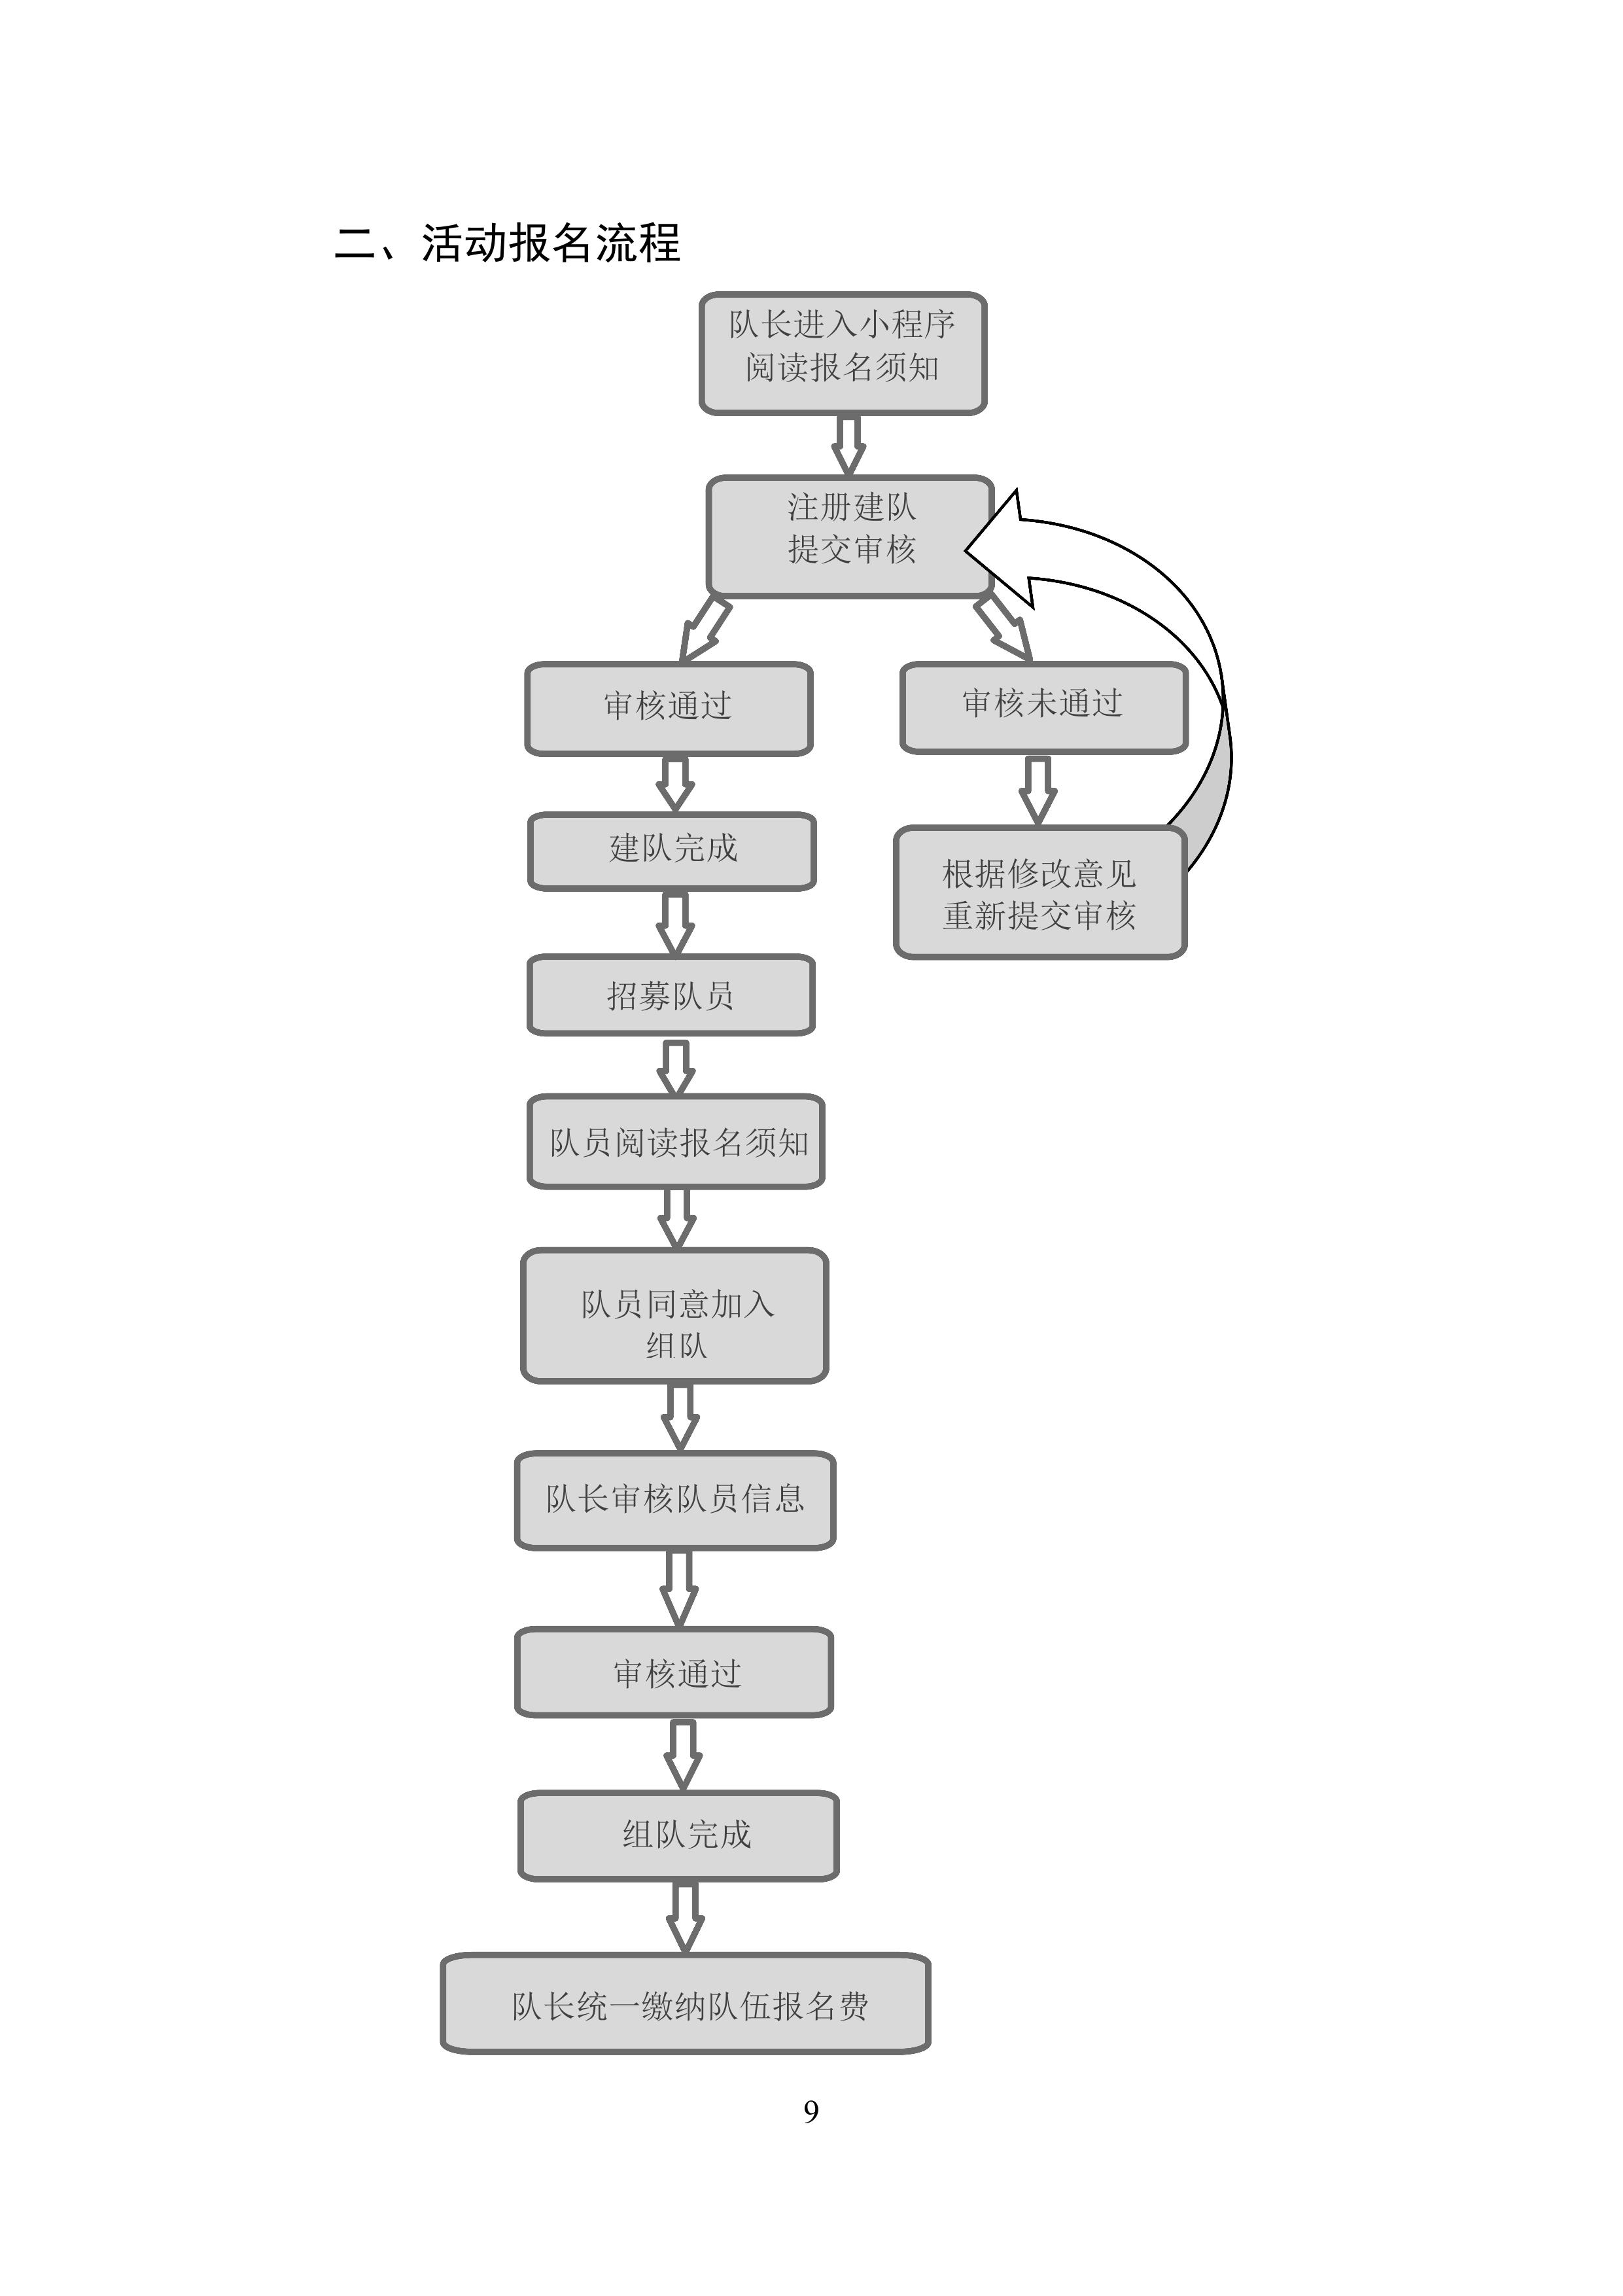 二、活动报名流程
队长进入小程序
阅读报名须知
注册建队
提交审核
审核通过
审核未通过
建队完成
根据修改意见
重新提交审核
招募队员
队员阅读报名须知
队员同意加入
组队
队长审核队员信息
审核通过
组队完成
队长统一缴纳队伍报名费
9